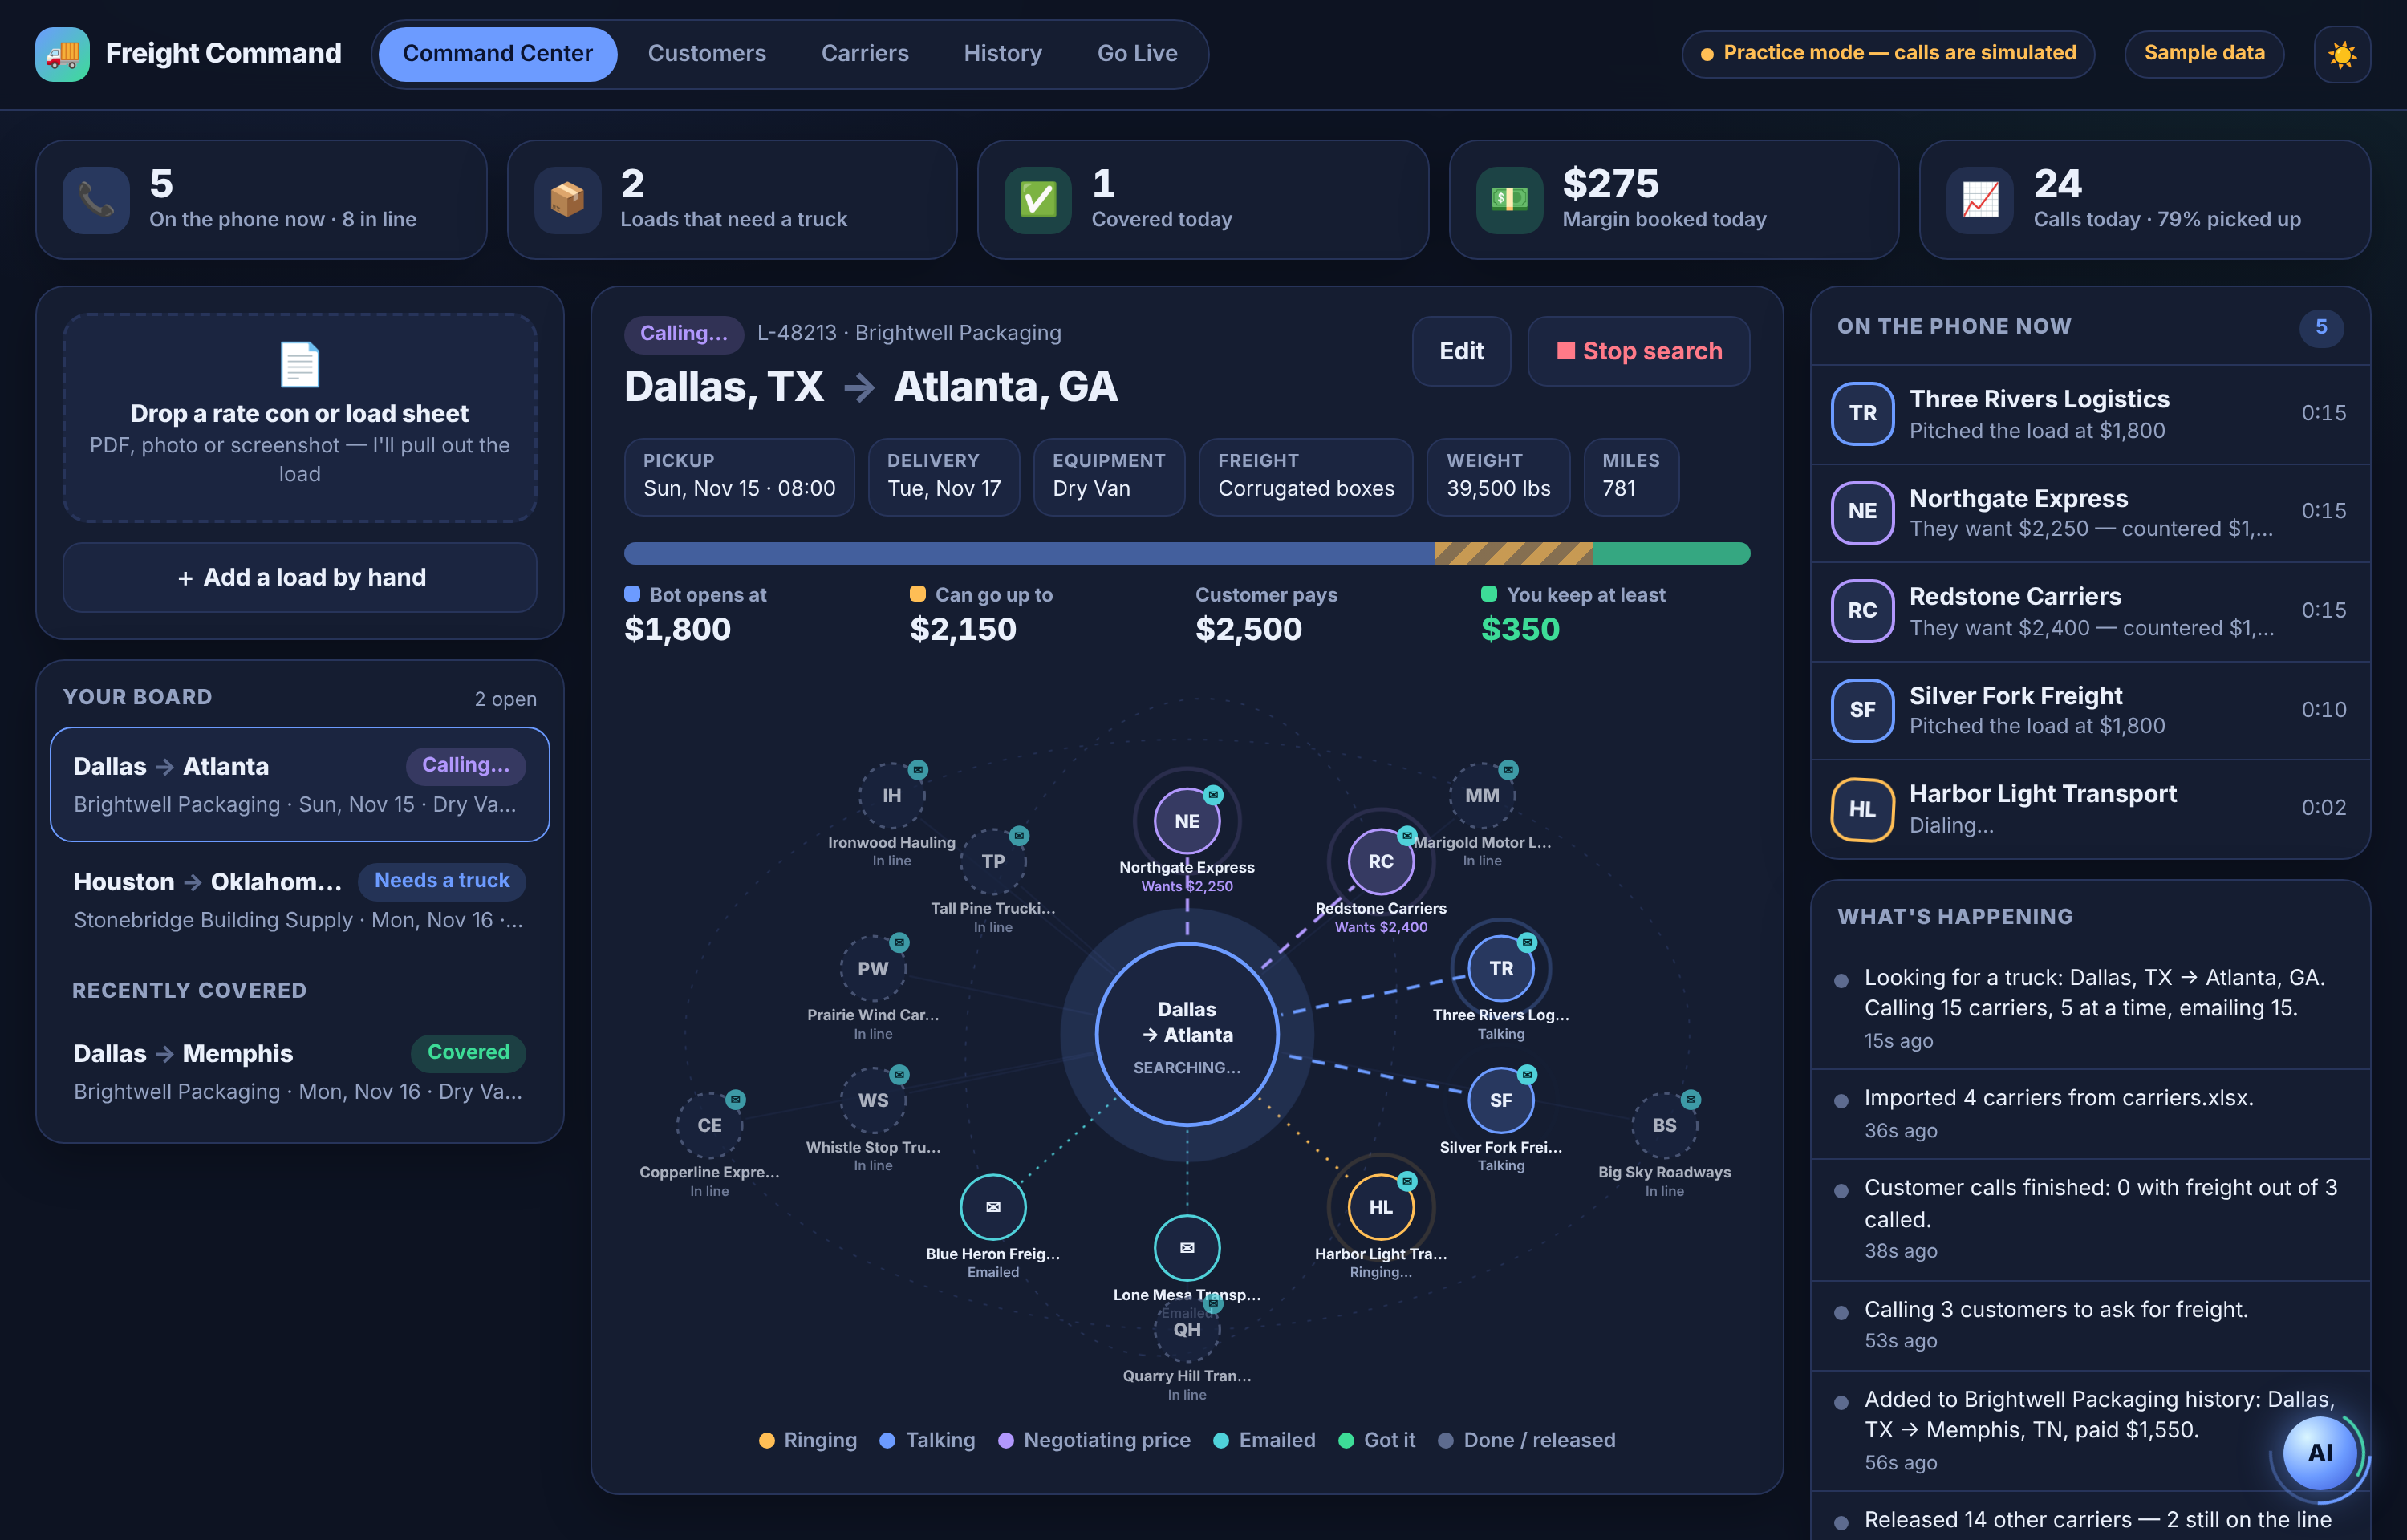 Freight Command
Command Center
Customers
Carriers
History
Go Live
Practice mode — calls are simulated
Sample data
5
On the phone now · 8 in line
2
Loads that need a truck
1
Covered today
$275
Margin booked today
24
Calls today · 79% picked up
Drop a rate con or load sheet
PDF, photo or screenshot — I'll pull out the
load
+ Add a load by hand
YOUR BOARD
2 open
Dallas → Atlanta
Calling...
Brightwell Packaging · Sun, Nov 15 · Dry Va...
Houston → Oklahom...
Needs a truck
Stonebridge Building Supply · Mon, Nov 16 ·...
RECENTLY COVERED
Dallas → Memphis
Covered
Brightwell Packaging · Mon, Nov 16 · Dry Va...
Calling...
L-48213 · Brightwell Packaging
Dallas, TX → Atlanta, GA
Edit
Stop search
PICKUP
Sun, Nov 15 · 08:00
DELIVERY
Tue, Nov 17
EQUIPMENT
Dry Van
FREIGHT
Corrugated boxes
WEIGHT
39,500 lbs
MILES
781
Bot opens at
$1,800
Can go up to
$2,150
Customer pays
$2,500
You keep at least
$350
IH
Ironwood Hauling
In line
TP
Tall Pine Trucki...
In line
NE
Northgate Express
Wants $2,250
RC
Redstone Carriers
Wants $2,400
MM
Marigold Motor L...
In line
PW
Prairie Wind Car...
In line
TR
Three Rivers Log...
Talking
Dallas
→ Atlanta
SEARCHING...
WS
Whistle Stop Tru...
In line
SF
Silver Fork Frei...
Talking
CE
Copperline Expre...
In line
BS
Big Sky Roadways
In line
Blue Heron Freig...
Emailed
Lone Mesa Transp...
Emailed
HL
Harbor Light Tra...
Ringing...
QH
Quarry Hill Tran...
In line
Ringing
Talking
Negotiating price
Emailed
Got it
Done / released
ON THE PHONE NOW
5
TR
Three Rivers Logistics
Pitched the load at $1,800
0:15
NE
Northgate Express
They want $2,250 — countered $1,...
0:15
RC
Redstone Carriers
They want $2,400 — countered $1,...
0:15
SF
Silver Fork Freight
Pitched the load at $1,800
0:10
HL
Harbor Light Transport
Dialing...
0:02
WHAT'S HAPPENING
Looking for a truck: Dallas, TX → Atlanta, GA.
Calling 15 carriers, 5 at a time, emailing 15.
15s ago
Imported 4 carriers from carriers.xlsx.
36s ago
Customer calls finished: 0 with freight out of 3
called.
38s ago
Calling 3 customers to ask for freight.
53s ago
Added to Brightwell Packaging history: Dallas,
TX → Memphis, TN, paid $1,550.
56s ago
Released 14 other carriers — 2 still on the line
AI